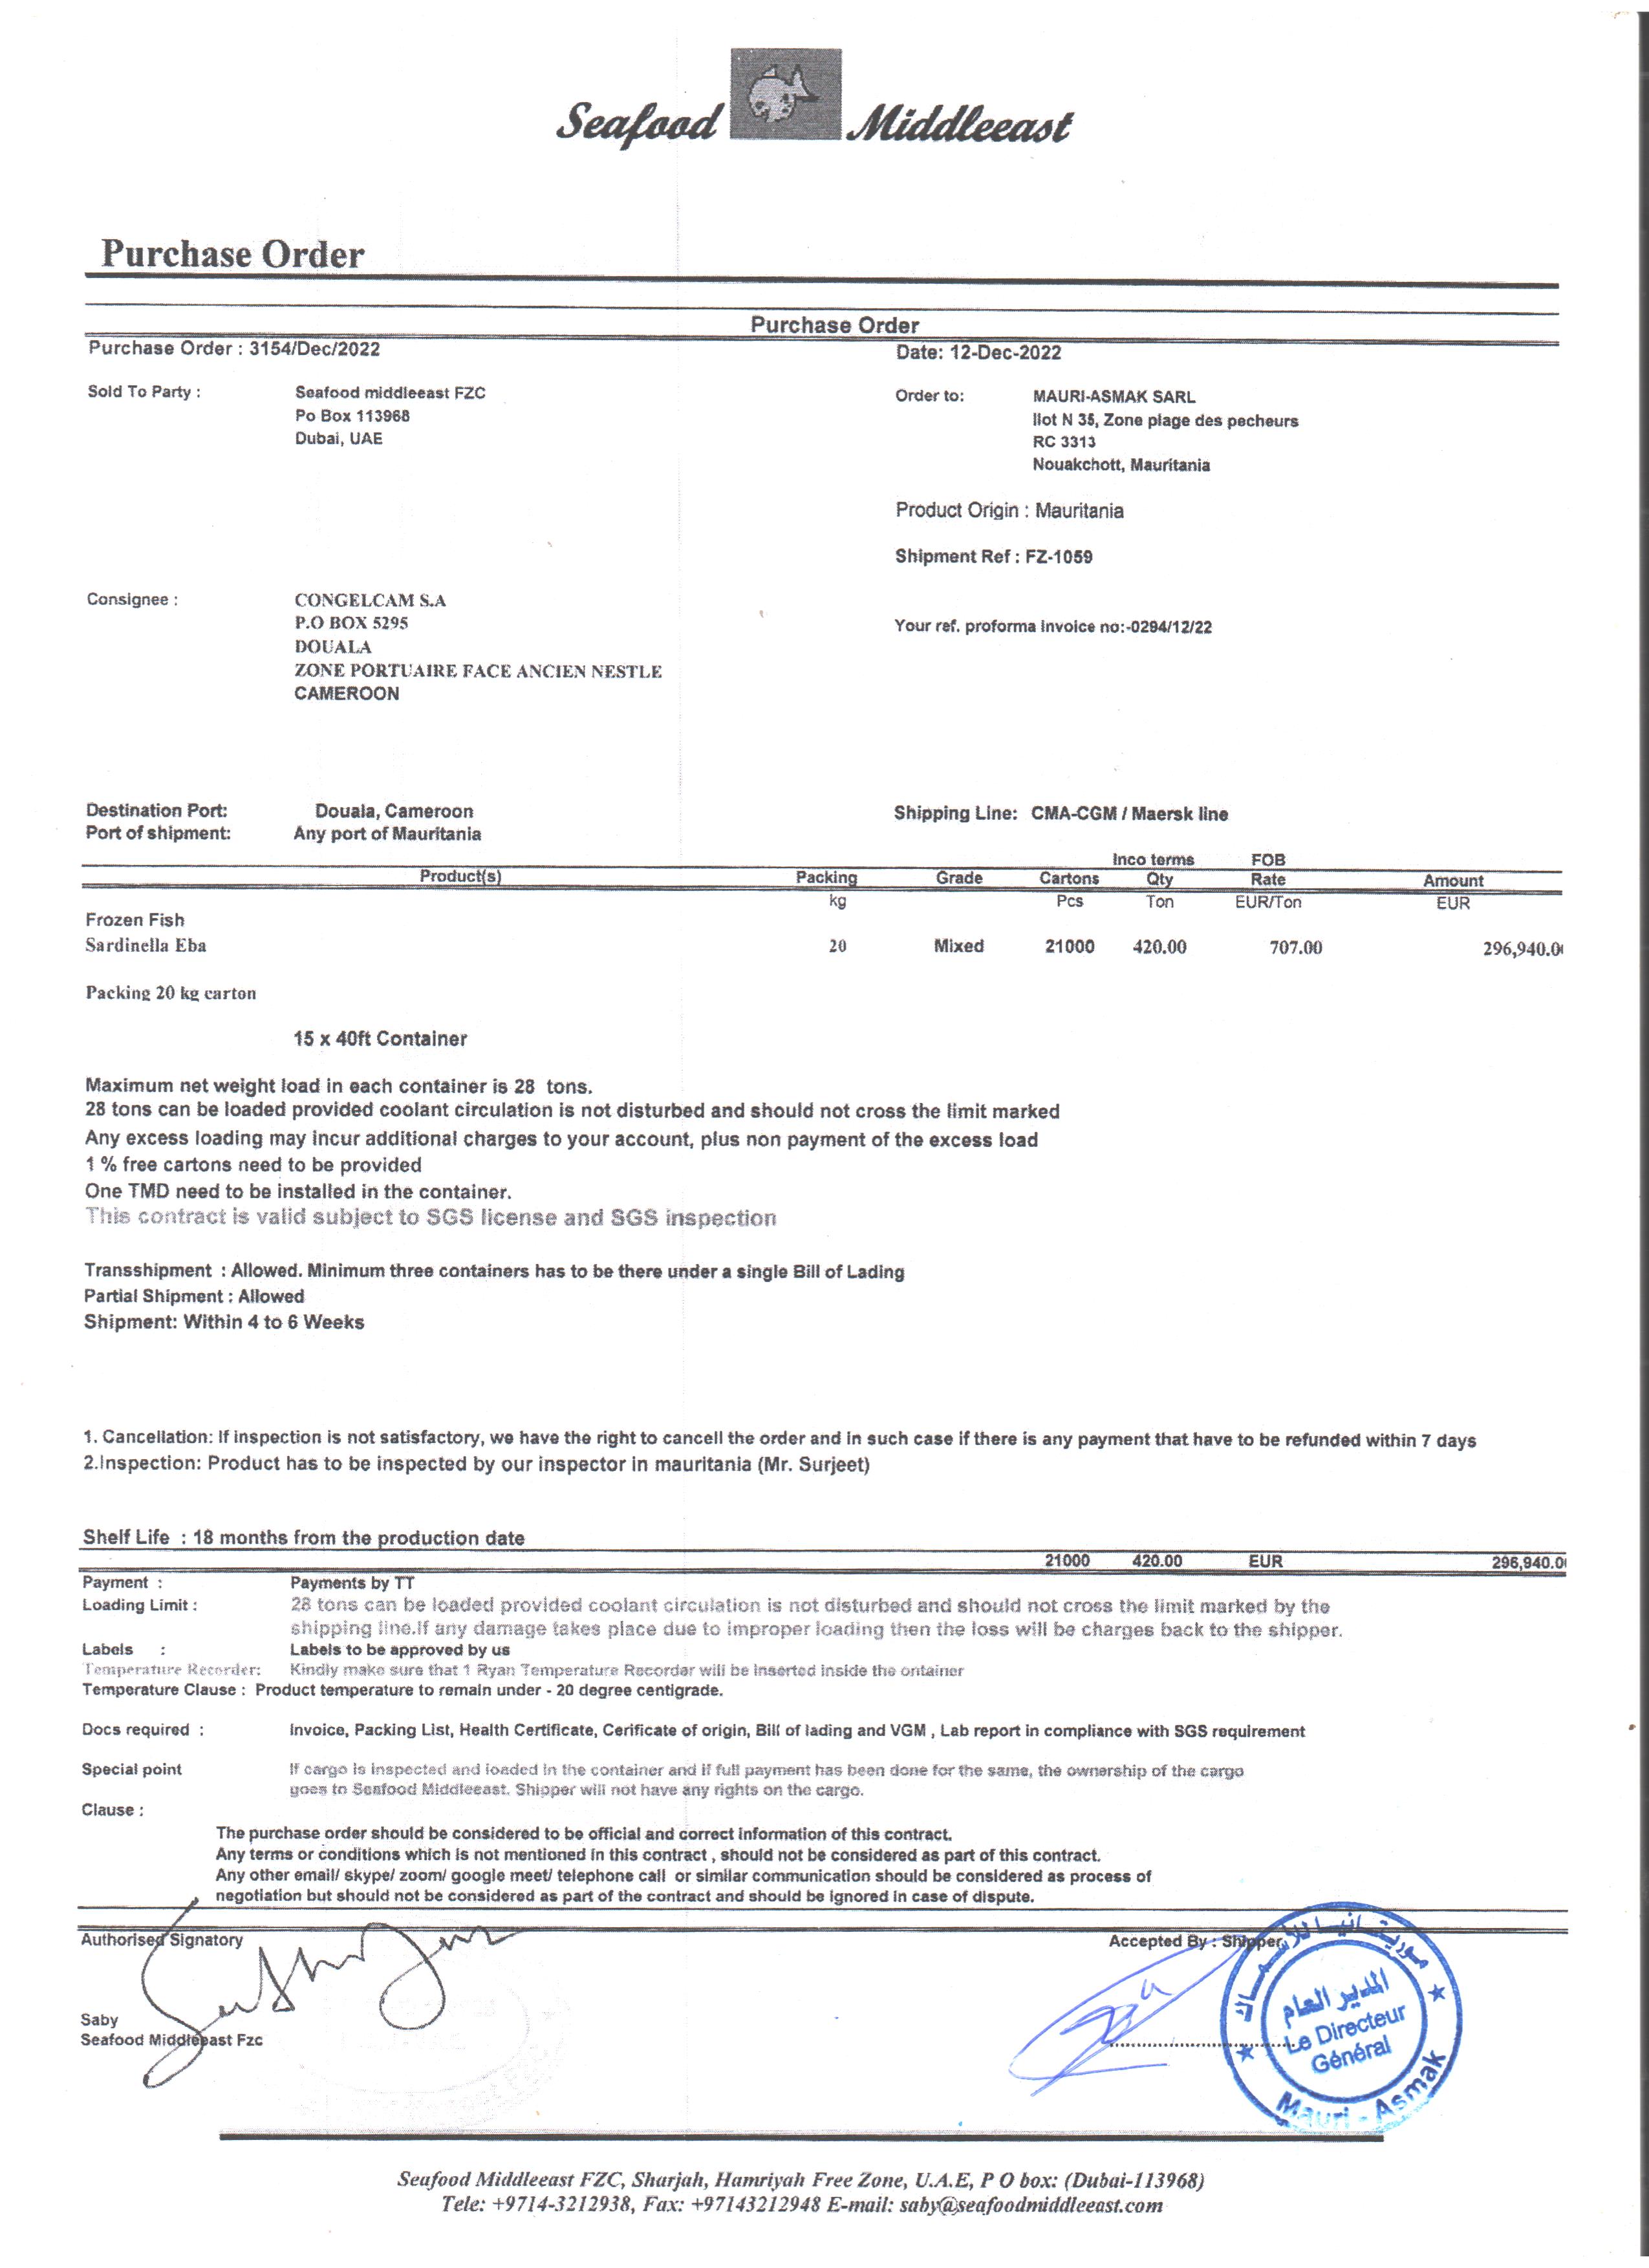 Seafood Middleeast
Purchase Order
Purchase Order
Purchase Order : 3154/Dec/2022
Date: 12-Dec-2022
Sold To Party :
Seafood middleeast FZC
Po Box 113968
Dubai, UAE
Order to:
MAURI-ASMAK SARL
Ilot N 35, Zone plage des pecheurs
RC 3313
Nouakchott, Mauritania
Product Origin : Mauritania
Shipment Ref : FZ-1059
Consignee :
CONGELCAM S.A
P.O BOX 5295
DOUALA
ZONE PORTUAIRE FACE ANCIEN NESTLE
CAMEROON
Your ref. proforma invoice no:-0294/12/22
Destination Port: Douala, Cameroon
Port of shipment: Any port of Mauritania
Shipping Line: CMA-CGM / Maersk line
Inco terms FOB
Product(s) Packing Grade Cartons Qty Rate Amount
kg Pcs Ton EUR/Ton EUR
Frozen Fish
Sardinella Eba 20 Mixed 21000 420.00 707.00 296,940.0
Packing 20 kg carton
15 x 40ft Container
Maximum net weight load in each container is 28 tons.
28 tons can be loaded provided coolant circulation is not disturbed and should not cross the limit marked
Any excess loading may incur additional charges to your account, plus non payment of the excess load
1 % free cartons need to be provided
One TMD need to be installed in the container.
This contract is valid subject to SGS license and SGS inspection
Transshipment : Allowed. Minimum three containers has to be there under a single Bill of Lading
Partial Shipment : Allowed
Shipment: Within 4 to 6 Weeks
1. Cancellation: If inspection is not satisfactory, we have the right to cancell the order and in such case if there is any payment that have to be refunded within 7 days
2.Inspection: Product has to be inspected by our inspector in mauritania (Mr. Surjeet)
Shelf Life : 18 months from the production date
21000 420.00 EUR 296,940.0
Payment : Payments by TT
Loading Limit : 28 tons can be loaded provided coolant circulation is not disturbed and should not cross the limit marked by the
shipping line.If any damage takes place due to improper loading then the loss will be charges back to the shipper.
Labels : Labels to be approved by us
Temperature Recorder: Kindly make sure that 1 Ryan Temperature Recorder will be inserted inside the ontainer
Temperature Clause : Product temperature to remain under - 20 degree centigrade.
Docs required : Invoice, Packing List, Health Certificate, Cerificate of origin, Bill of lading and VGM , Lab report in compliance with SGS requirement
Special point If cargo is inspected and loaded in the container and if full payment has been done for the same, the ownership of the cargo
goes to Seafood Middleeast. Shipper will not have any rights on the cargo.
Clause :
The purchase order should be considered to be official and correct information of this contract.
Any terms or conditions which is not mentioned in this contract , should not be considered as part of this contract.
Any other email/ skype/ zoom/ google meet/ telephone call or similar communication should be considered as process of
negotiation but should not be considered as part of the contract and should be ignored in case of dispute.
Authorised Signatory
Accepted By : Shipper
Saby
Seafood Middleeast Fzc
موريتانيا للأسماك
المدير العام
Le Directeur
Général
Mauri - Asmak
Seafood Middleeast FZC, Sharjah, Hamriyah Free Zone, U.A.E, P O box: (Dubai-113968)
Tele: +9714-3212938, Fax: +97143212948 E-mail: saby@seafoodmiddleeast.com